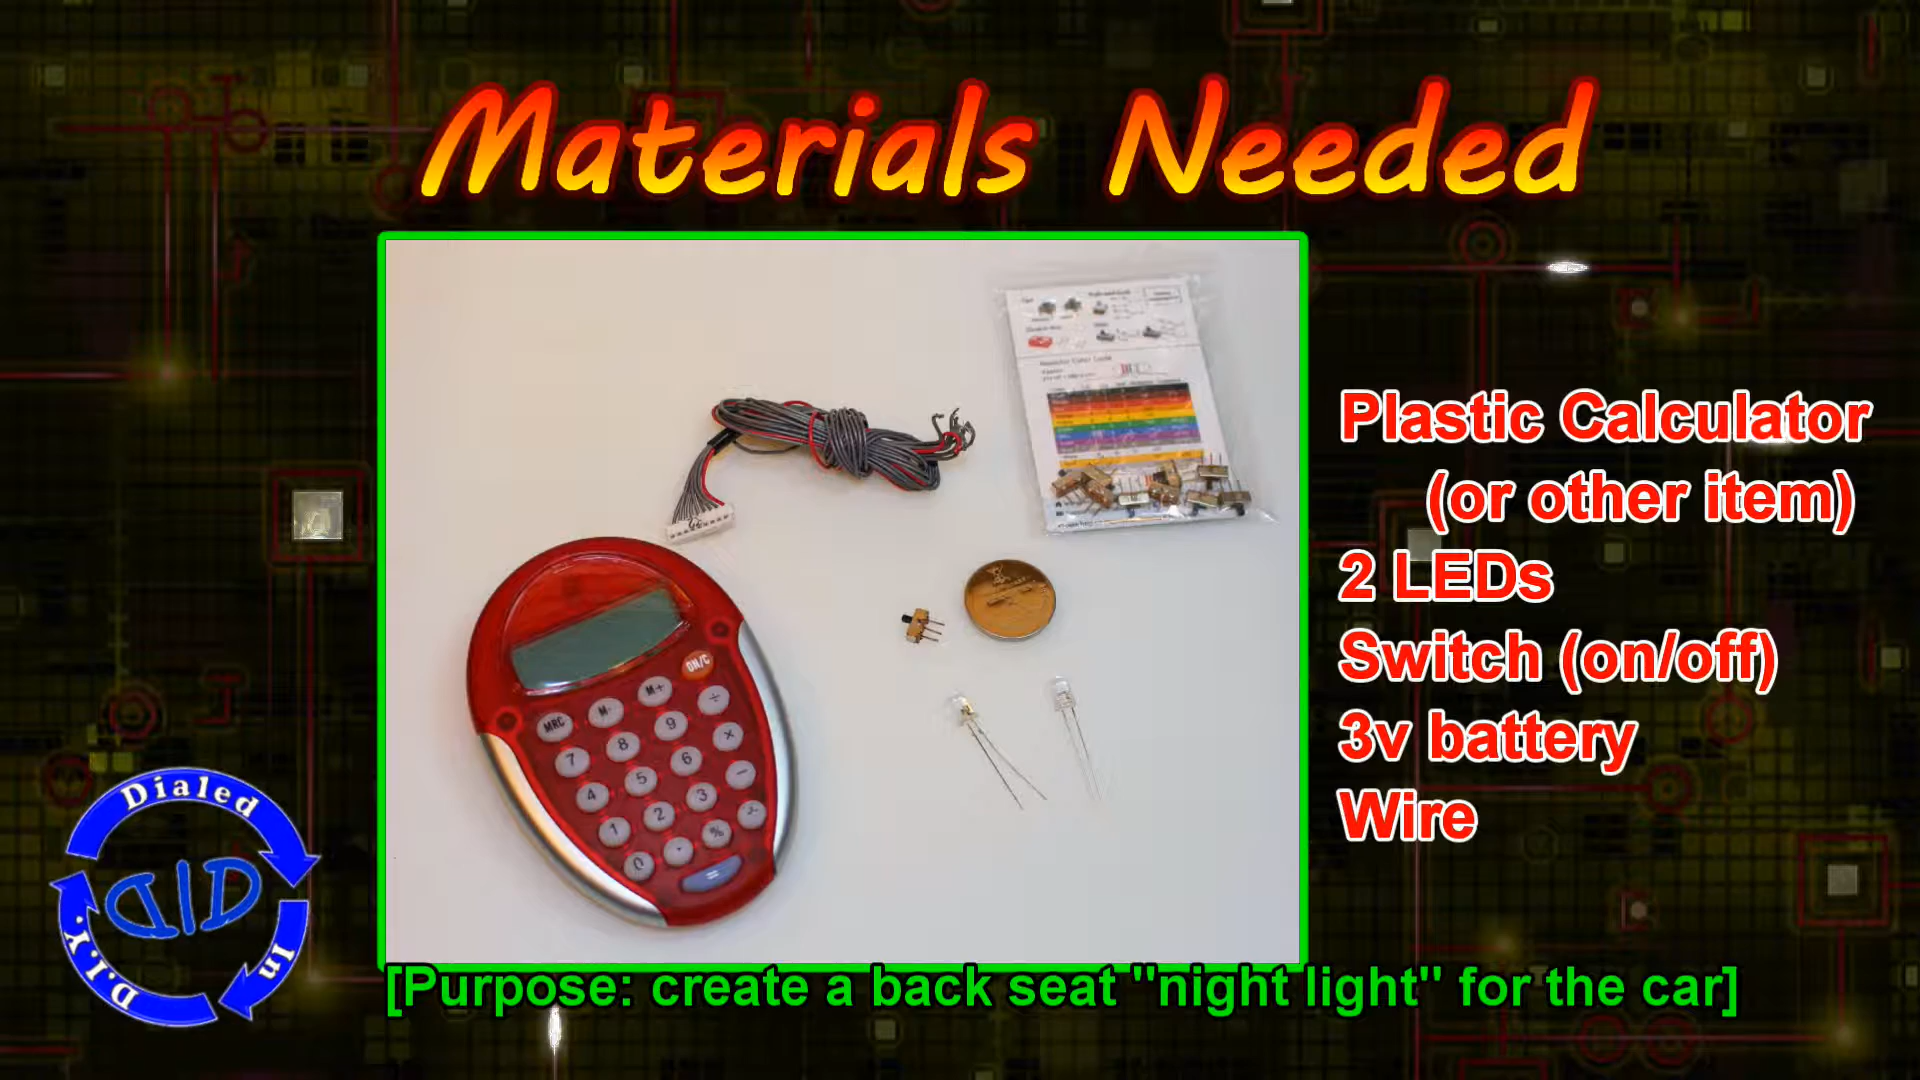 Materials Needed
Plastic Calculator
(or other item)
2 LEDs
Switch (on/off)
3v battery
Wire
ON/C
MRC
M-
M+
÷
7
8
9
×
4
5
6
−
1
2
3
0
.
%
=
Dialed
In
D.I.Y.
DID
[Purpose: create a back seat "night light" for the car]